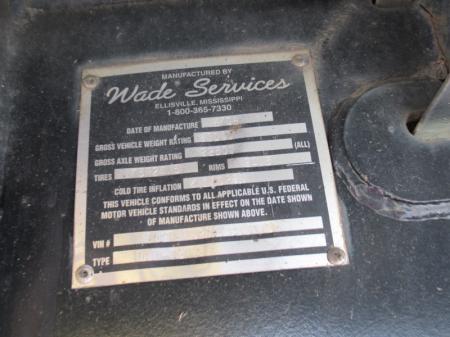 MANUFACTURED BY
Wade Services
ELLISVILLE, MISSISSIPPI
1-800-365-7330
DATE OF MANUFACTURE
GROSS VEHICLE WEIGHT RATING
GROSS AXLE WEIGHT RATING (ALL)
TIRES RIMS
COLD TIRE INFLATION
THIS VEHICLE CONFORMS TO ALL APPLICABLE U.S. FEDERAL
MOTOR VEHICLE STANDARDS IN EFFECT ON THE DATE SHOWN
OF MANUFACTURE SHOWN ABOVE.
VIN #
TYPE